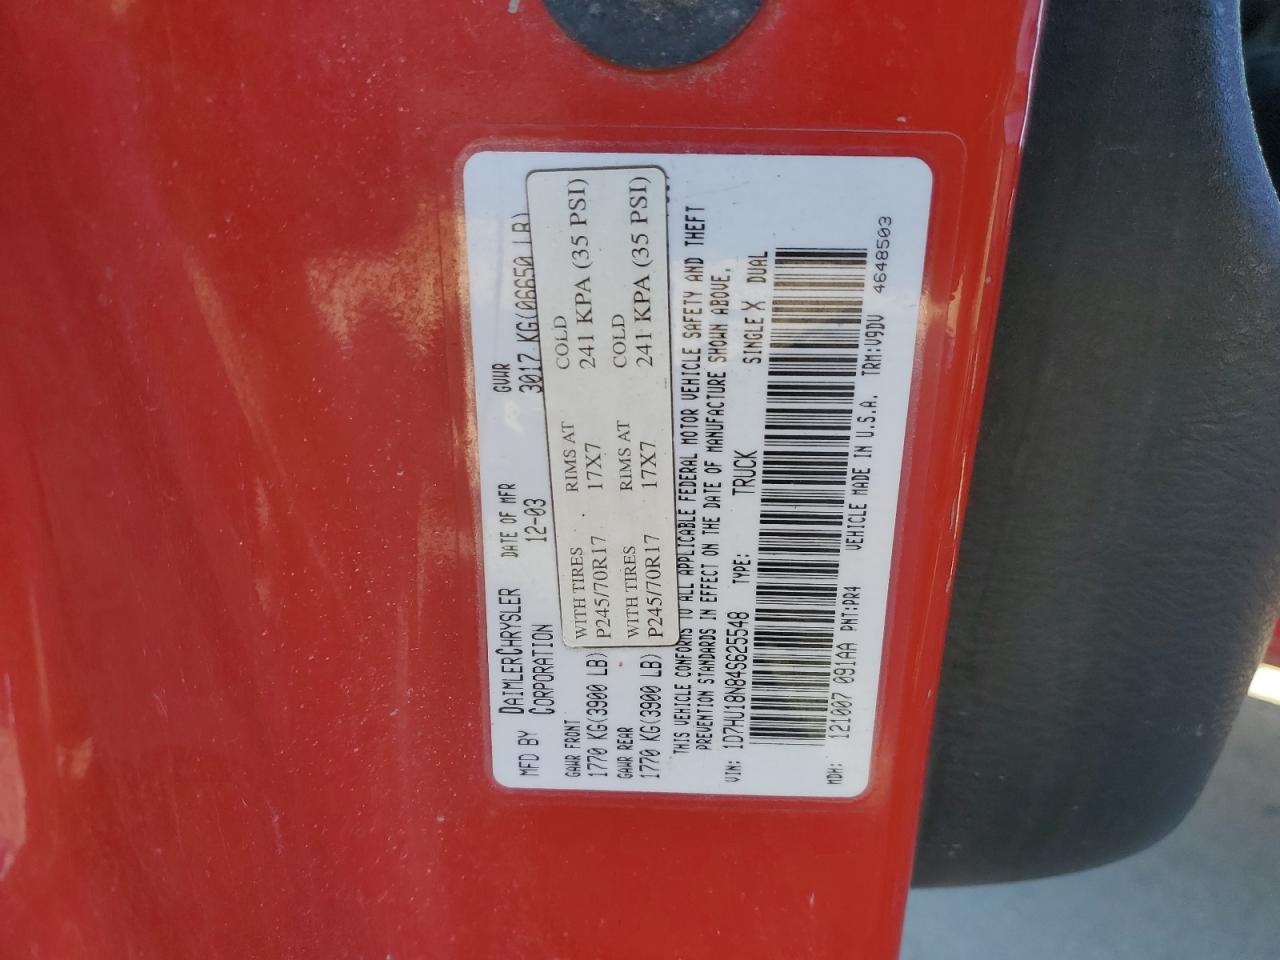 MFD BY DAIMLERCHRYSLER CORPORATION
DATE OF MFR 12-03
GVWR 3017 KG(06650 LB)
GAWR FRONT 1770 KG(3900 LB)
WITH TIRES P245/70R17
RIMS AT 17X7
COLD 241 KPA (35 PSI)
GAWR REAR 1770 KG(3900 LB)
WITH TIRES P245/70R17
RIMS AT 17X7
COLD 241 KPA (35 PSI)
THIS VEHICLE CONFORMS TO ALL APPLICABLE FEDERAL MOTOR VEHICLE SAFETY AND THEFT
PREVENTION STANDARDS IN EFFECT ON THE DATE OF MANUFACTURE SHOWN ABOVE.
VIN: 1D7HU18N84S625548 TYPE: TRUCK SINGLE X DUAL
MDH: 121007 091AA PNT:PR4 VEHICLE MADE IN U.S.A. TRM:V9DV 4648503